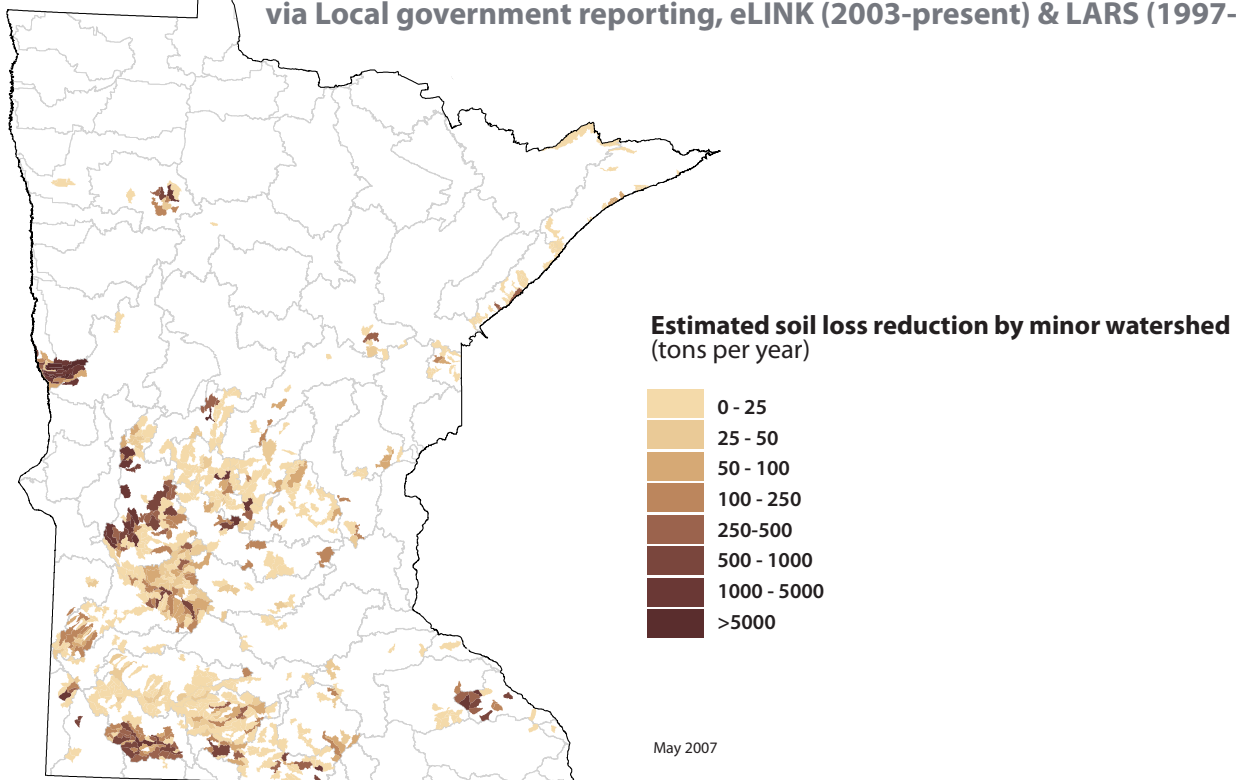 via Local government reporting, eLINK (2003-present) & LARS (1997-
Estimated soil loss reduction by minor watershed
(tons per year)
0 - 25
25 - 50
50 - 100
100 - 250
250-500
500 - 1000
1000 - 5000
>5000
May 2007